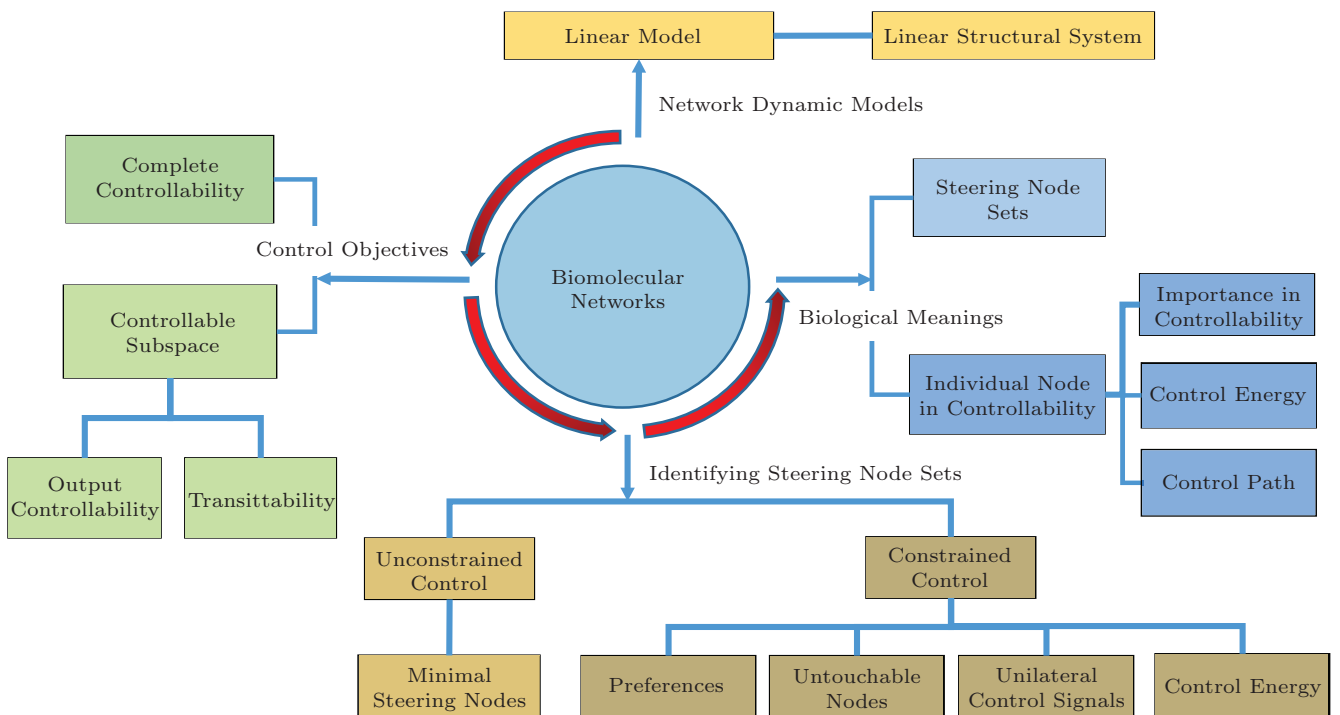 Linear Model
Linear Structural System
Network Dynamic Models
Complete
Controllability
Control Objectives
Controllable
Subspace
Output
Controllability
Transittability
Biomolecular
Networks
Steering Node
Sets
Biological Meanings
Individual Node
in Controllability
Importance in
Controllability
Control Energy
Control Path
Identifying Steering Node Sets
Unconstrained
Control
Constrained
Control
Minimal
Steering Nodes
Preferences
Untouchable
Nodes
Unilateral
Control Signals
Control Energy